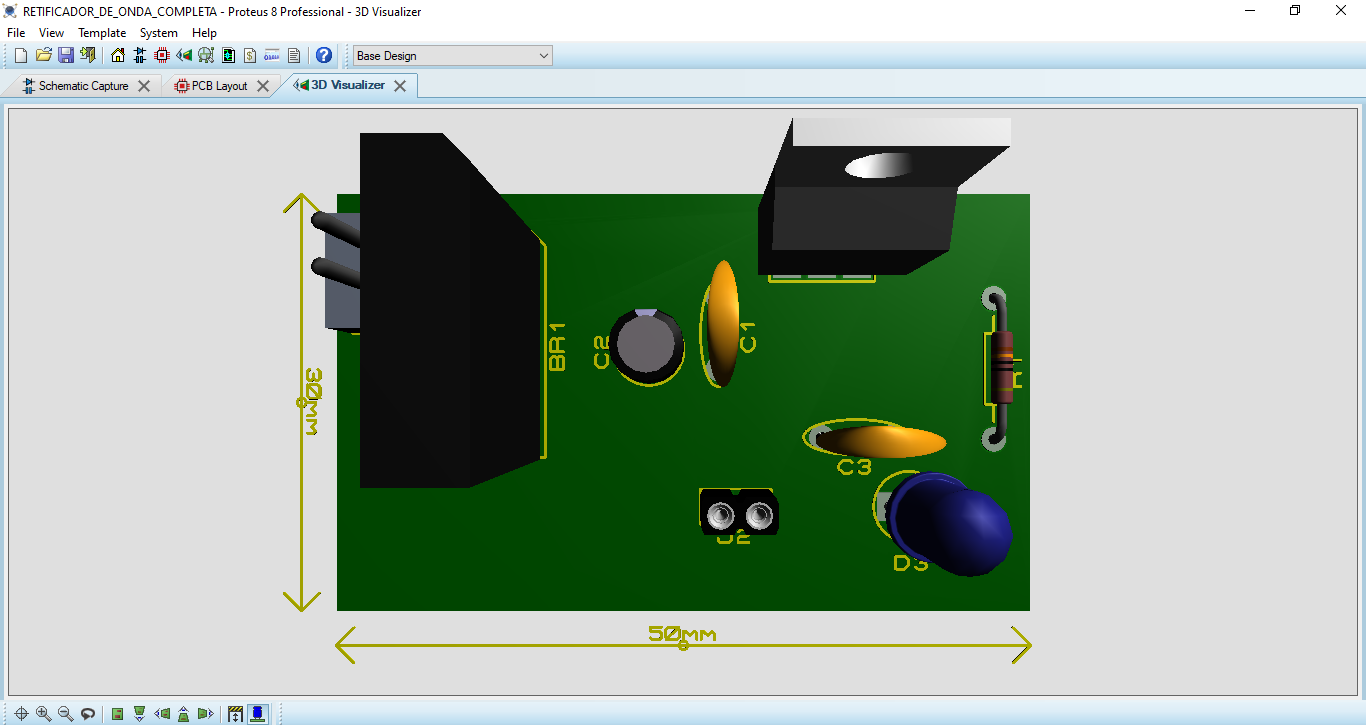 RETIFICADOR_DE_ONDA_COMPLETA - Proteus 8 Professional - 3D Visualizer
File View Template System Help
Base Design
Schematic Capture
PCB Layout
3D Visualizer
BR1
C2
C1
30mm
C3
D3
50mm